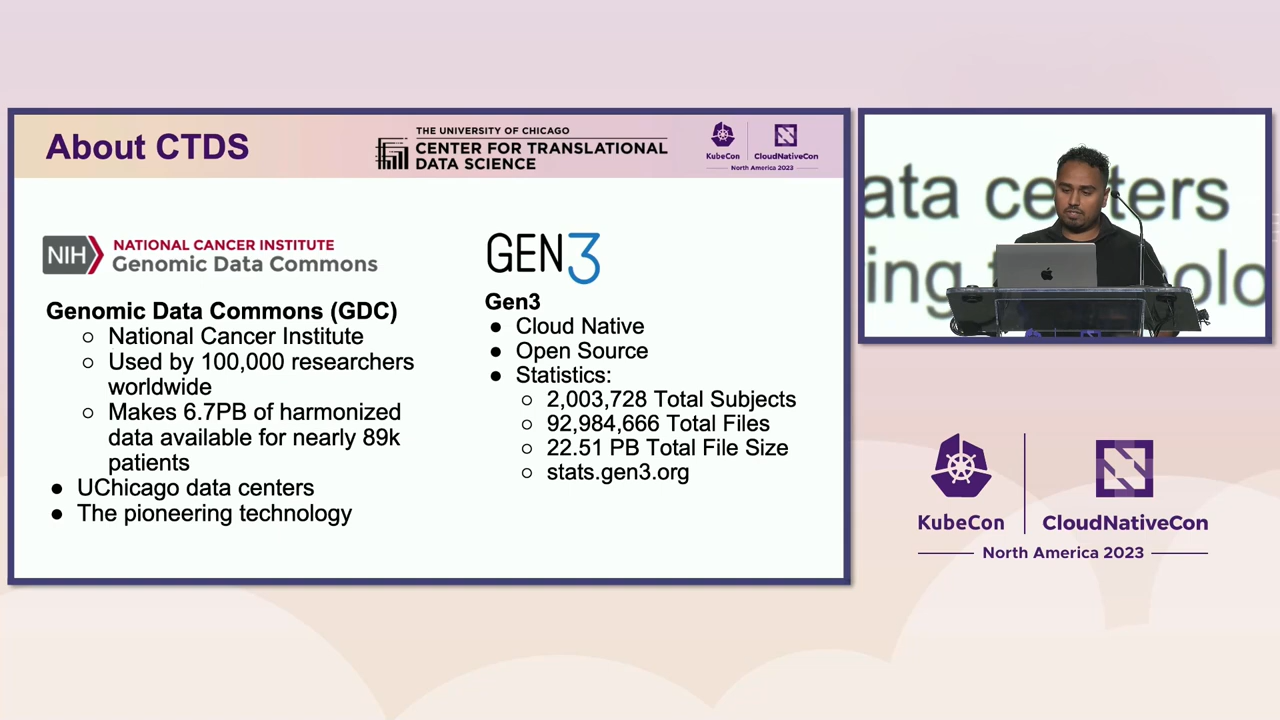 About CTDS
THE UNIVERSITY OF CHICAGO
CENTER FOR TRANSLATIONAL
DATA SCIENCE
KubeCon
CloudNativeCon
North America 2023
NIH
NATIONAL CANCER INSTITUTE
Genomic Data Commons
Genomic Data Commons (GDC)
○ National Cancer Institute
○ Used by 100,000 researchers
worldwide
○ Makes 6.7PB of harmonized
data available for nearly 89k
patients
● UChicago data centers
● The pioneering technology
GEN3
Gen3
● Cloud Native
● Open Source
● Statistics:
○ 2,003,728 Total Subjects
○ 92,984,666 Total Files
○ 22.51 PB Total File Size
○ stats.gen3.org
ata centers
ing
olo
KubeCon
CloudNativeCon
North America 2023